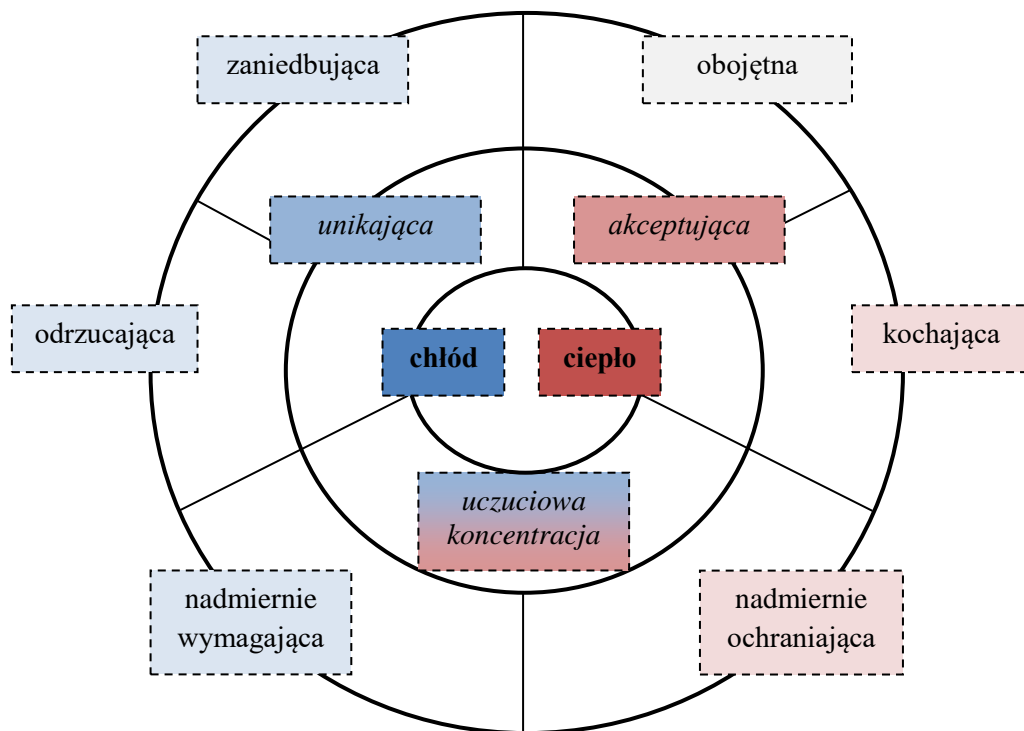 zaniedbująca
obojętna
unikająca
akceptująca
odrzucająca
chłód
ciepło
kochająca
uczuciowa
koncentracja
nadmiernie
wymagająca
nadmiernie
ochraniająca